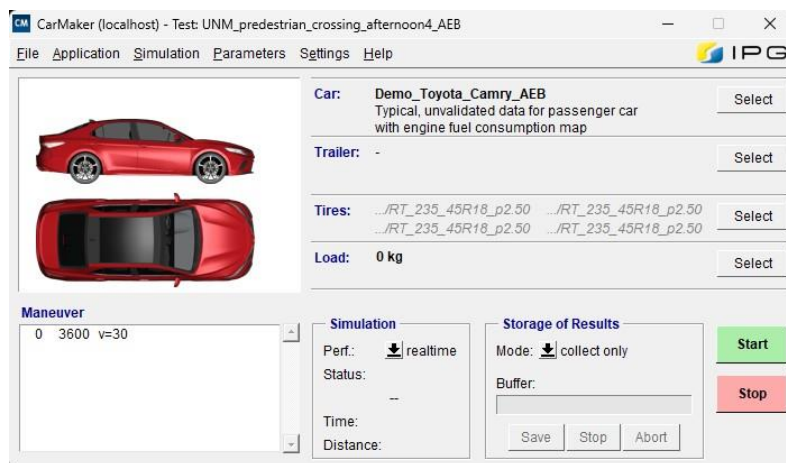 CM CarMaker (localhost) - Test: UNM_predestrian_crossing_afternoon4_AEB
File Application Simulation Parameters Settings Help
IPG
Car: Demo_Toyota_Camry_AEB
Typical, unvalidated data for passenger car
with engine fuel consumption map
Select
Trailer: -
Select
Tires: .../RT_235_45R18_p2.50 .../RT_235_45R18_p2.50
.../RT_235_45R18_p2.50 .../RT_235_45R18_p2.50
Select
Load: 0 kg
Select
Maneuver
0 3600 v=30
Simulation
Perf.: realtime
Status:
--
Time:
Distance:
Storage of Results
Mode: collect only
Buffer:
Save Stop Abort
Start
Stop